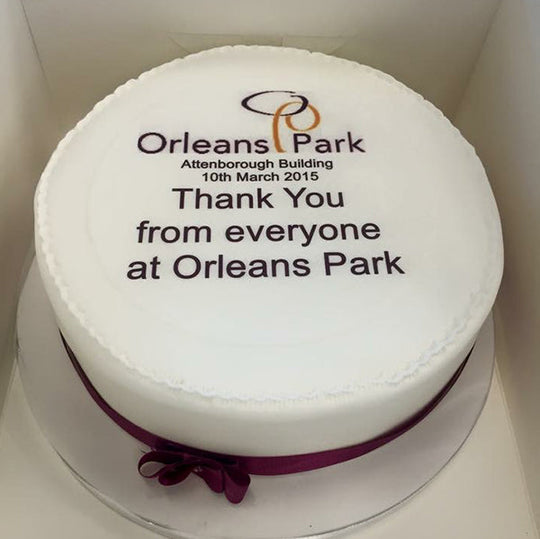 Orleans Park
Attenborough Building
10th March 2015
Thank You
from everyone
at Orleans Park